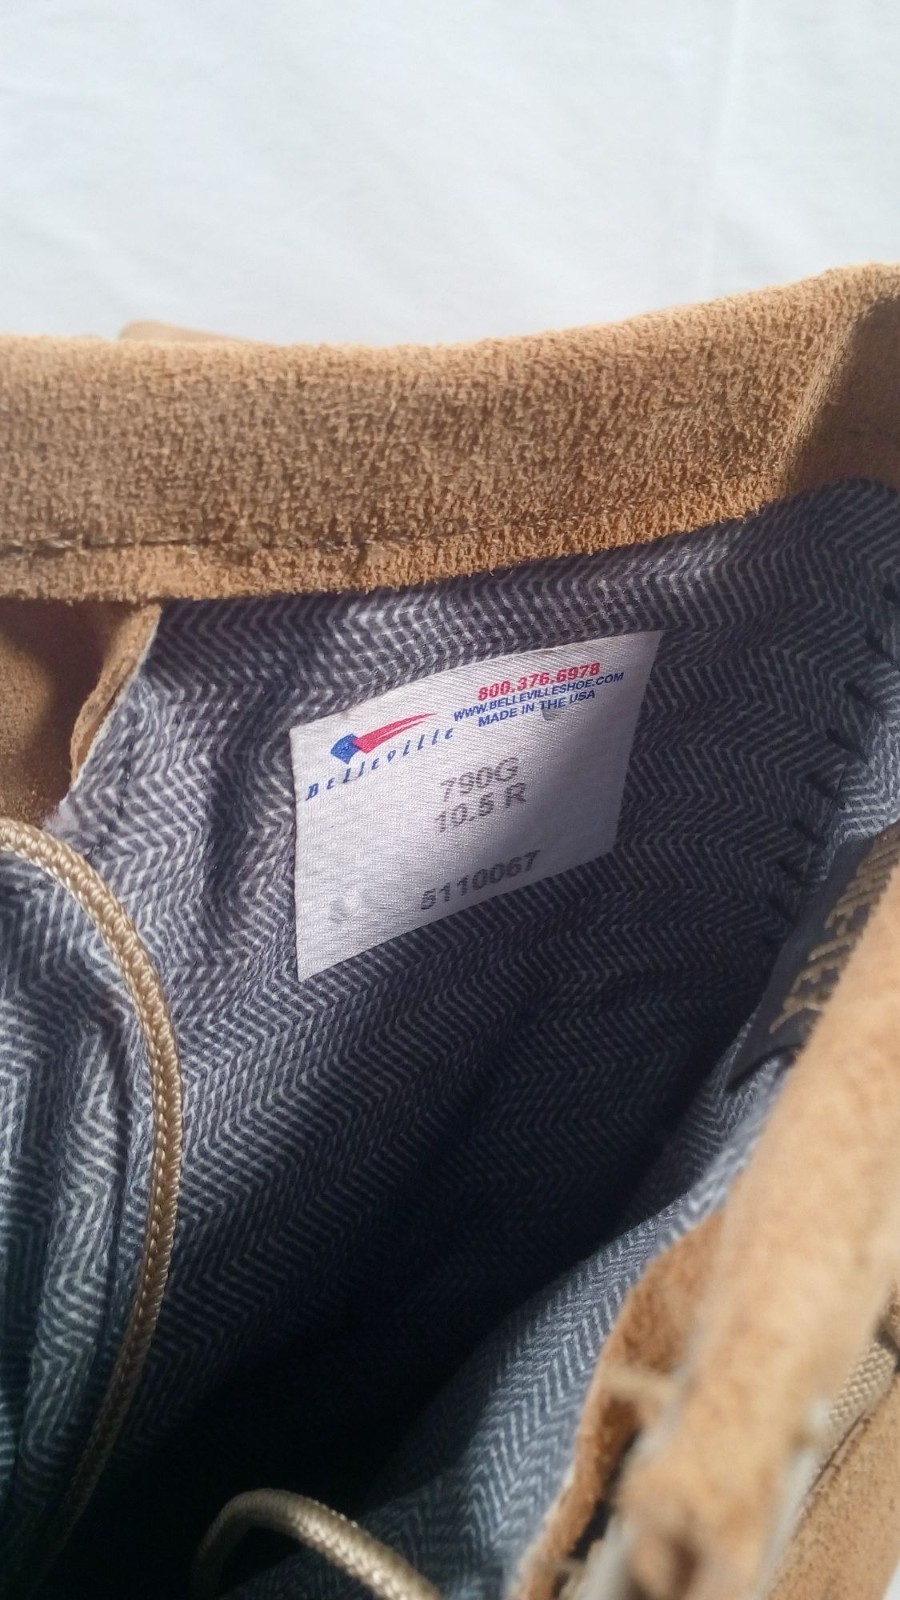 800.376.6978
WWW.BELLEVILLESHOE.COM
MADE IN THE USA
Belleville
790G
10.5 R
5110067